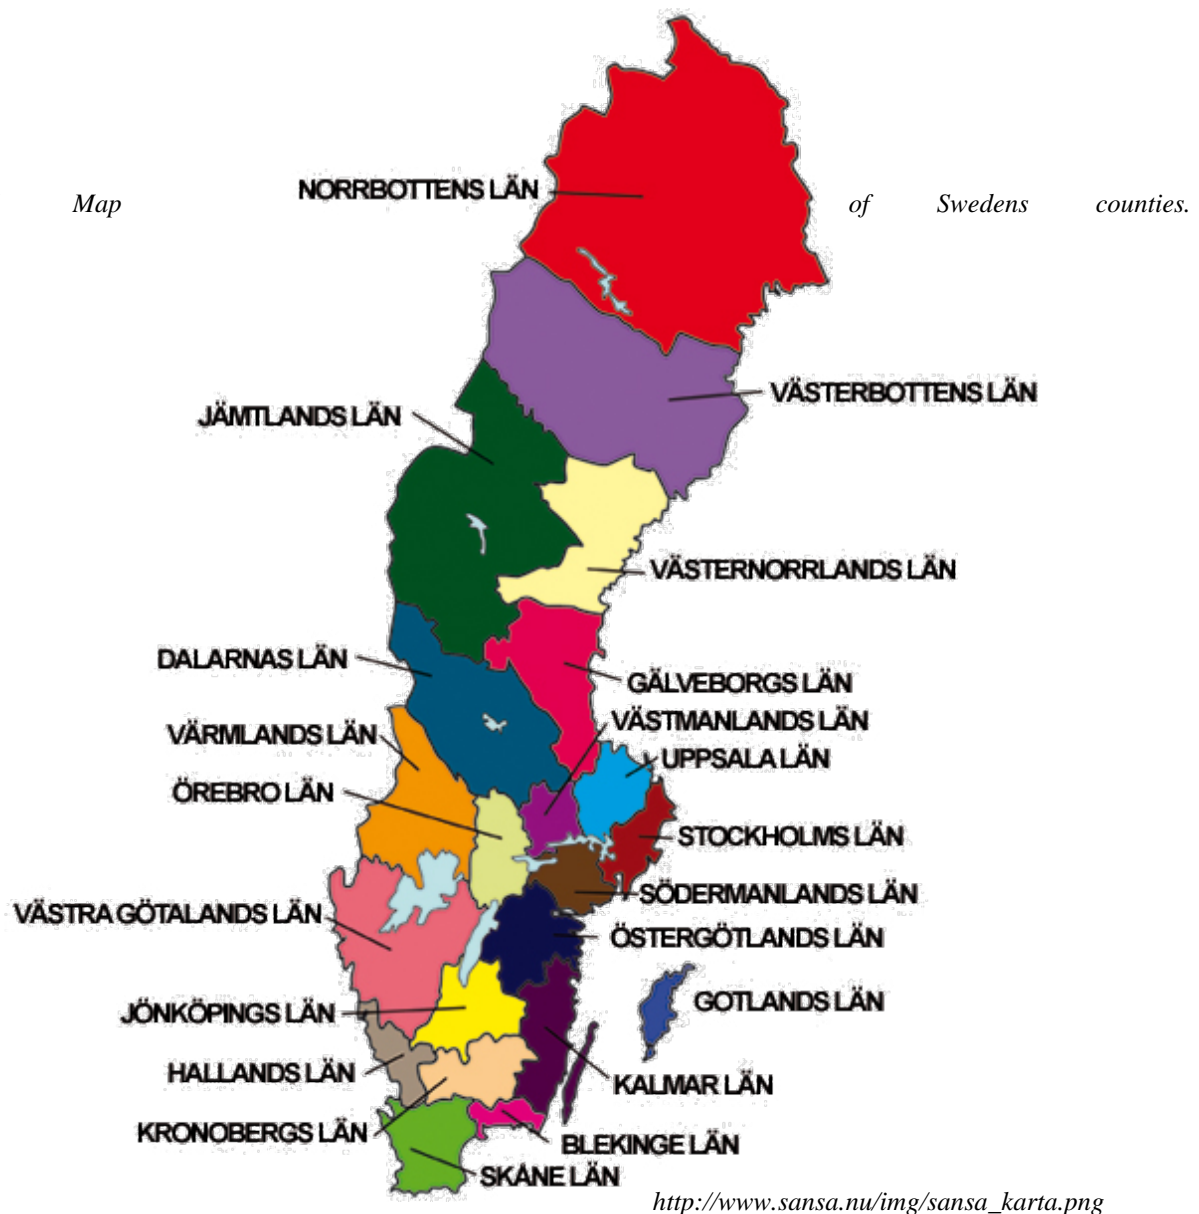 NORRBOTTENS LÄN
Map of Swedens counties.
VÄSTERBOTTENS LÄN
JÄMTLANDS LÄN
VÄSTERNORRLANDS LÄN
DALARNAS LÄN
GÄLVEBORGS LÄN
VÄSTMANLANDS LÄN
VÄRMLANDS LÄN
UPPSALA LÄN
ÖREBRO LÄN
STOCKHOLMS LÄN
SÖDERMANLANDS LÄN
VÄSTRA GÖTALANDS LÄN
ÖSTERGÖTLANDS LÄN
GOTLANDS LÄN
JÖNKÖPINGS LÄN
HALLANDS LÄN
KALMAR LÄN
KRONOBERGS LÄN
BLEKINGE LÄN
SKÅNE LÄN
http://www.sansa.nu/img/sansa_karta.png